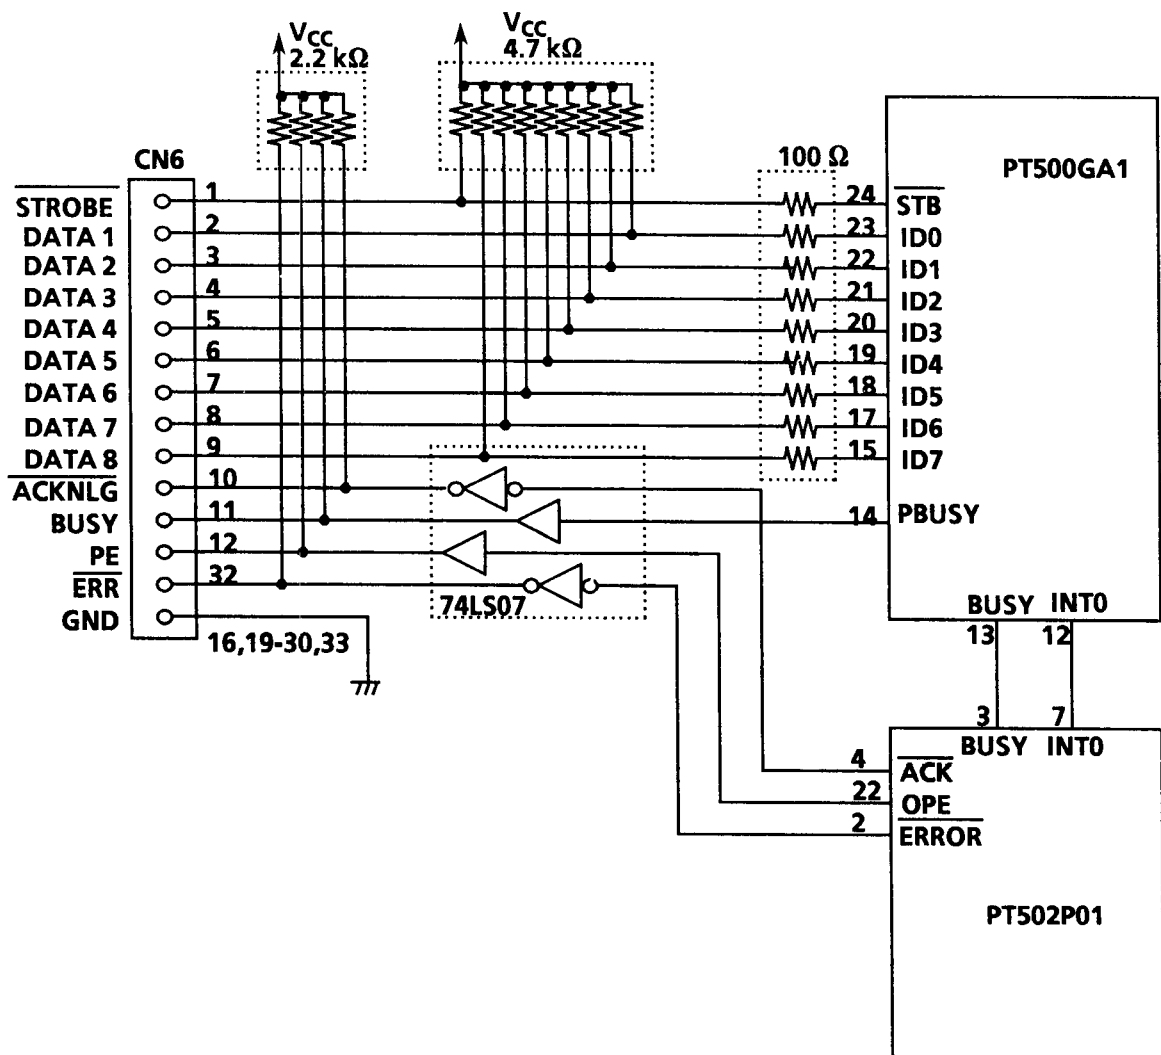 VCC
2.2 kΩ
VCC
4.7 kΩ
CN6
100 Ω
PT500GA1
STROBE 1 24 STB
DATA 1 2 23 ID0
DATA 2 3 22 ID1
DATA 3 4 21 ID2
DATA 4 5 20 ID3
DATA 5 6 19 ID4
DATA 6 7 18 ID5
DATA 7 8 17 ID6
DATA 8 9 15 ID7
ACKNLG 10
BUSY 11 14 PBUSY
PE 12
ERR 32
74LS07
GND 16,19-30,33
BUSY INT0
13 12
3 7
BUSY INT0
4 ACK
22 OPE
2 ERROR
PT502P01